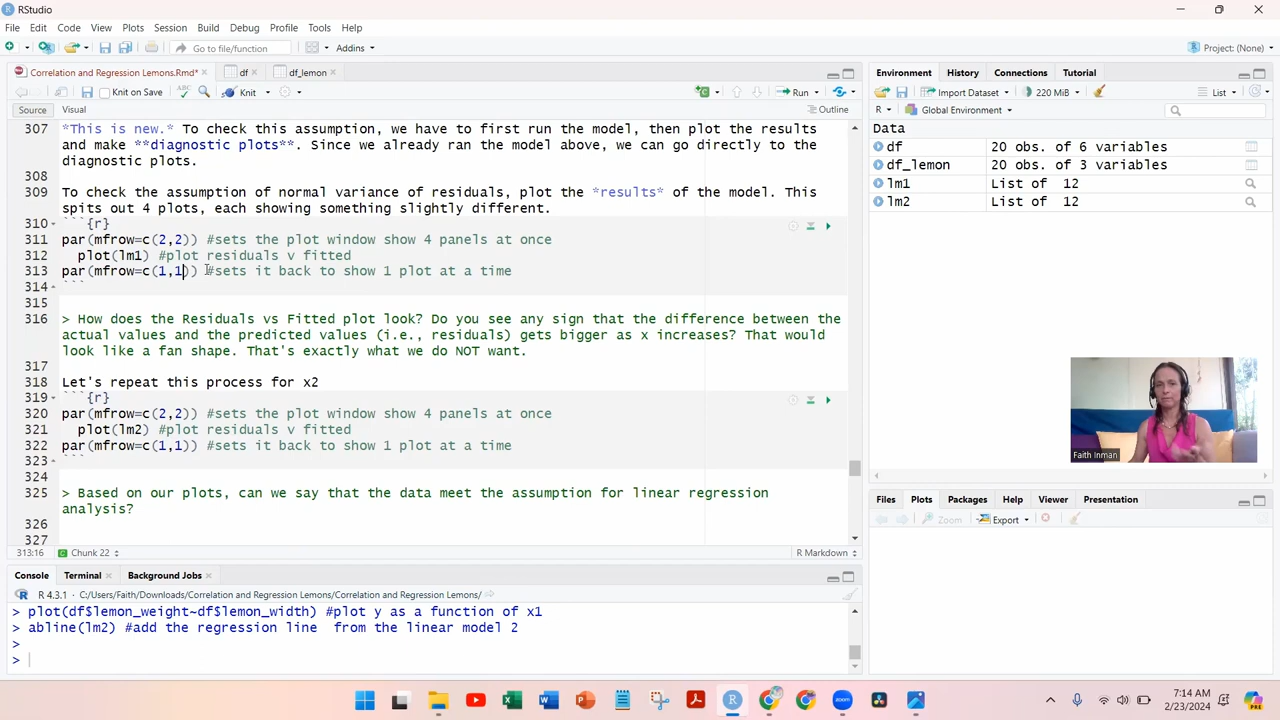 RStudio
File Edit Code View Plots Session Build Debug Profile Tools Help
Go to file/function Addins Project: (None)
Correlation and Regression Lemons.Rmd* df df_lemon
Knit on Save Knit Run
Source Visual Outline
307 *This is new.* To check this assumption, we have to first run the model, then plot the results
and make **diagnostic plots**. Since we already ran the model above, we can go directly to the
diagnostic plots.
308
309 To check the assumption of normal variance of residuals, plot the *results* of the model. This
spits out 4 plots, each showing something slightly different.
310 ```{r}
311 par(mfrow=c(2,2)) #sets the plot window show 4 panels at once
312 plot(lm1) #plot residuals v fitted
313 par(mfrow=c(1,1)) #sets it back to show 1 plot at a time
314 ```
315
316 > How does the Residuals vs Fitted plot look? Do you see any sign that the difference between the
actual values and the predicted values (i.e., residuals) gets bigger as x increases? That would
look like a fan shape. That's exactly what we do NOT want.
317
318 Let's repeat this process for x2
319 ```{r}
320 par(mfrow=c(2,2)) #sets the plot window show 4 panels at once
321 plot(lm2) #plot residuals v fitted
322 par(mfrow=c(1,1)) #sets it back to show 1 plot at a time
323 ```
324
325 > Based on our plots, can we say that the data meet the assumption for linear regression
analysis?
326
327
313:16 Chunk 22 R Markdown
Console Terminal Background Jobs
R 4.3.1 · C:/Users/Faith/Downloads/Correlation and Regression Lemons/Correlation and Regression Lemons/
> plot(df$lemon_weight~df$lemon_width) #plot y as a function of x1
> abline(lm2) #add the regression line from the linear model 2
>
>
Environment History Connections Tutorial
Import Dataset 220 MiB List
R Global Environment
Data
df 20 obs. of 6 variables
df_lemon 20 obs. of 3 variables
lm1 List of 12
lm2 List of 12
Faith Inman
Files Plots Packages Help Viewer Presentation
Zoom Export
zoom
7:14 AM
2/23/2024
PRE